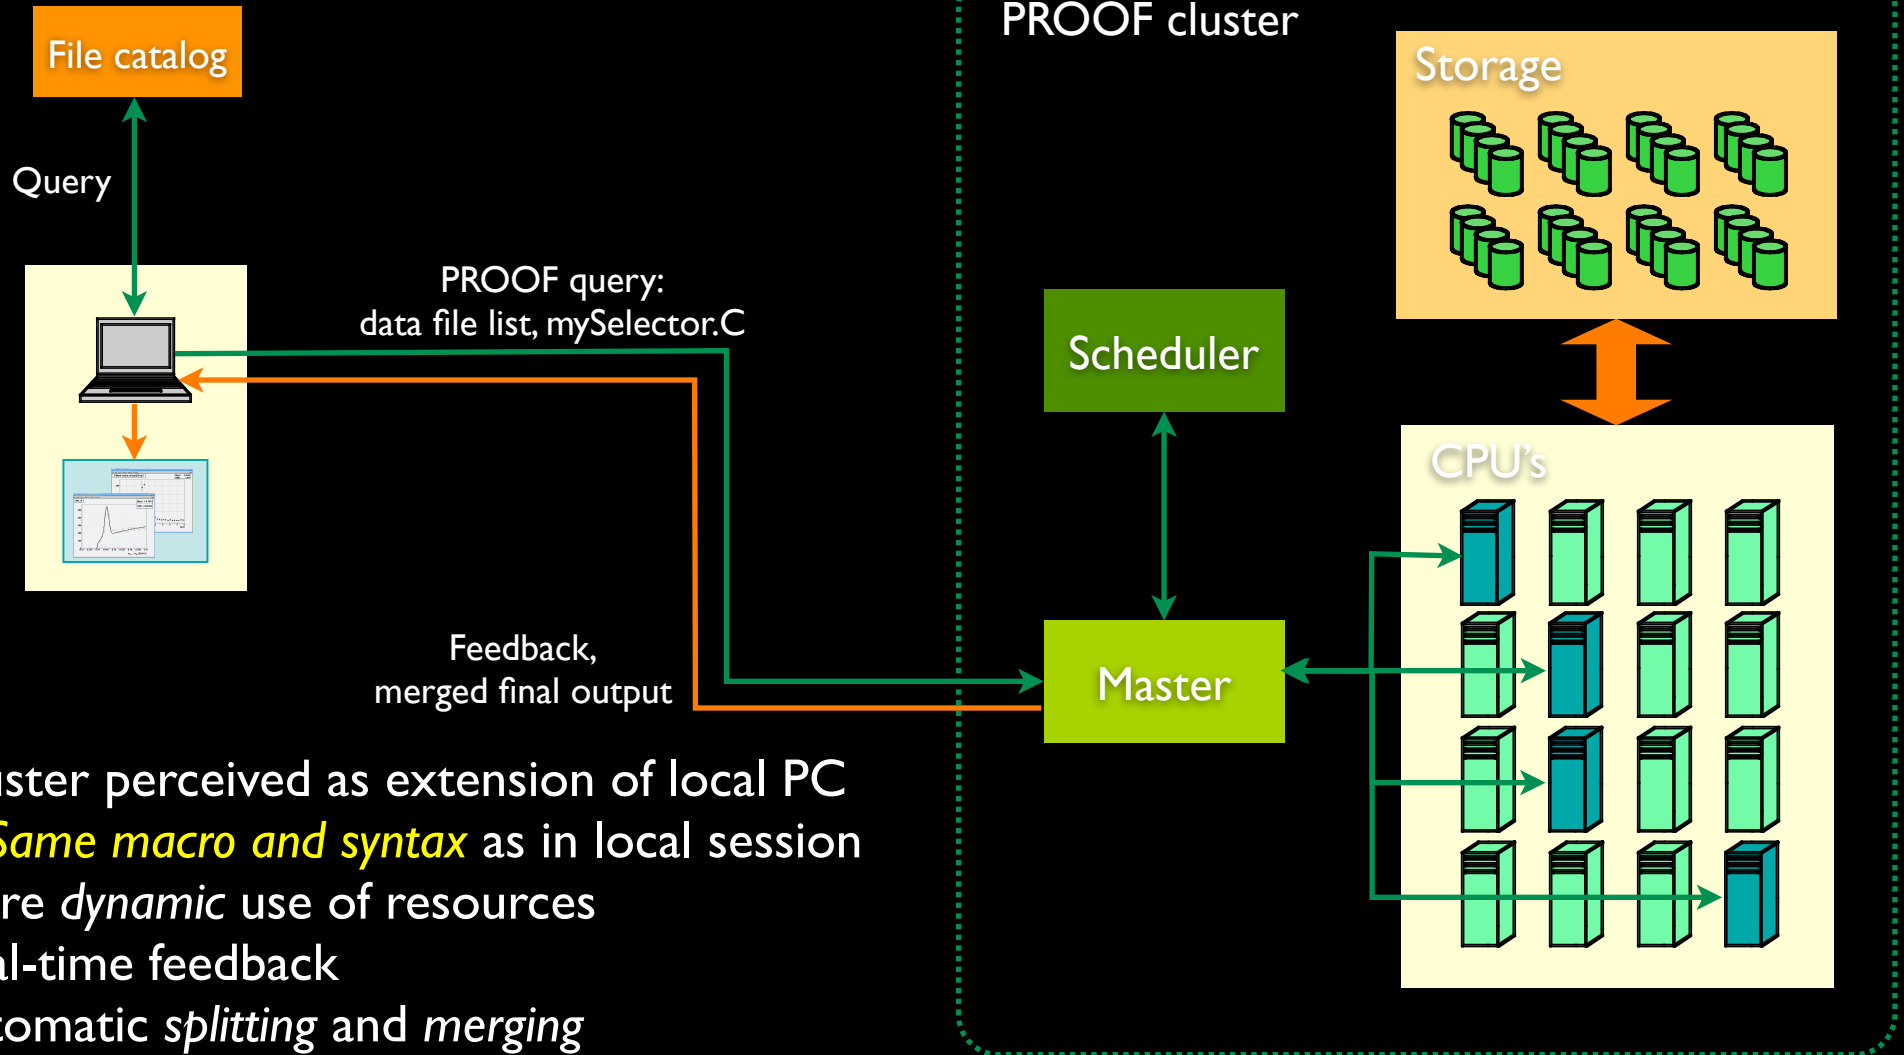 File catalog
Query
PROOF query:
data file list, mySelector.C
Feedback,
merged final output
PROOF cluster
Storage
Scheduler
CPU's
Master
uster perceived as extension of local PC
Same macro and syntax as in local session
re dynamic use of resources
al-time feedback
tomatic splitting and merging